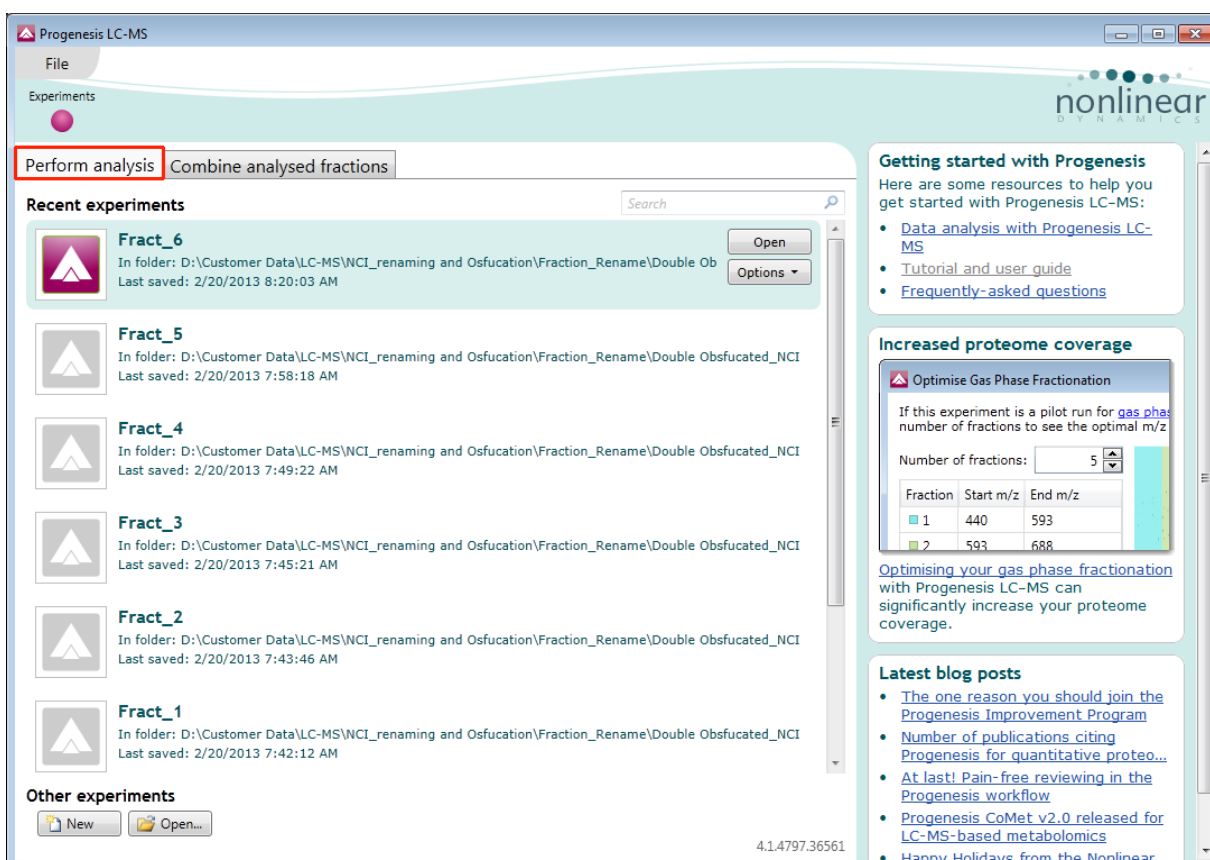 Progenesis LC-MS
File
Experiments
nonlinear
DYNAMICS
Perform analysis
Combine analysed fractions
Recent experiments
Search
Fract_6
In folder: D:\Customer Data\LC-MS\NCI_renaming and Osfucation\Fraction_Rename\Double Ob
Last saved: 2/20/2013 8:20:03 AM
Open
Options
Fract_5
In folder: D:\Customer Data\LC-MS\NCI_renaming and Osfucation\Fraction_Rename\Double Obsfucated_NCI
Last saved: 2/20/2013 7:58:18 AM
Fract_4
In folder: D:\Customer Data\LC-MS\NCI_renaming and Osfucation\Fraction_Rename\Double Obsfucated_NCI
Last saved: 2/20/2013 7:49:22 AM
Fract_3
In folder: D:\Customer Data\LC-MS\NCI_renaming and Osfucation\Fraction_Rename\Double Obsfucated_NCI
Last saved: 2/20/2013 7:45:21 AM
Fract_2
In folder: D:\Customer Data\LC-MS\NCI_renaming and Osfucation\Fraction_Rename\Double Obsfucated_NCI
Last saved: 2/20/2013 7:43:46 AM
Fract_1
In folder: D:\Customer Data\LC-MS\NCI_renaming and Osfucation\Fraction_Rename\Double Obsfucated_NCI
Last saved: 2/20/2013 7:42:12 AM
Other experiments
New
Open...
4.1.4797.36561
Getting started with Progenesis
Here are some resources to help you
get started with Progenesis LC-MS:
• Data analysis with Progenesis LC-
MS
• Tutorial and user guide
• Frequently-asked questions
Increased proteome coverage
Optimise Gas Phase Fractionation
If this experiment is a pilot run for gas phas
number of fractions to see the optimal m/z
Number of fractions: 5
Fraction Start m/z End m/z
1 440 593
2 593 688
Optimising your gas phase fractionation
with Progenesis LC-MS can
significantly increase your proteome
coverage.
Latest blog posts
• The one reason you should join the
Progenesis Improvement Program
• Number of publications citing
Progenesis for quantitative proteo...
• At last! Pain-free reviewing in the
Progenesis workflow
• Progenesis CoMet v2.0 released for
LC-MS-based metabolomics
• Happy Holidays from the Nonlinear